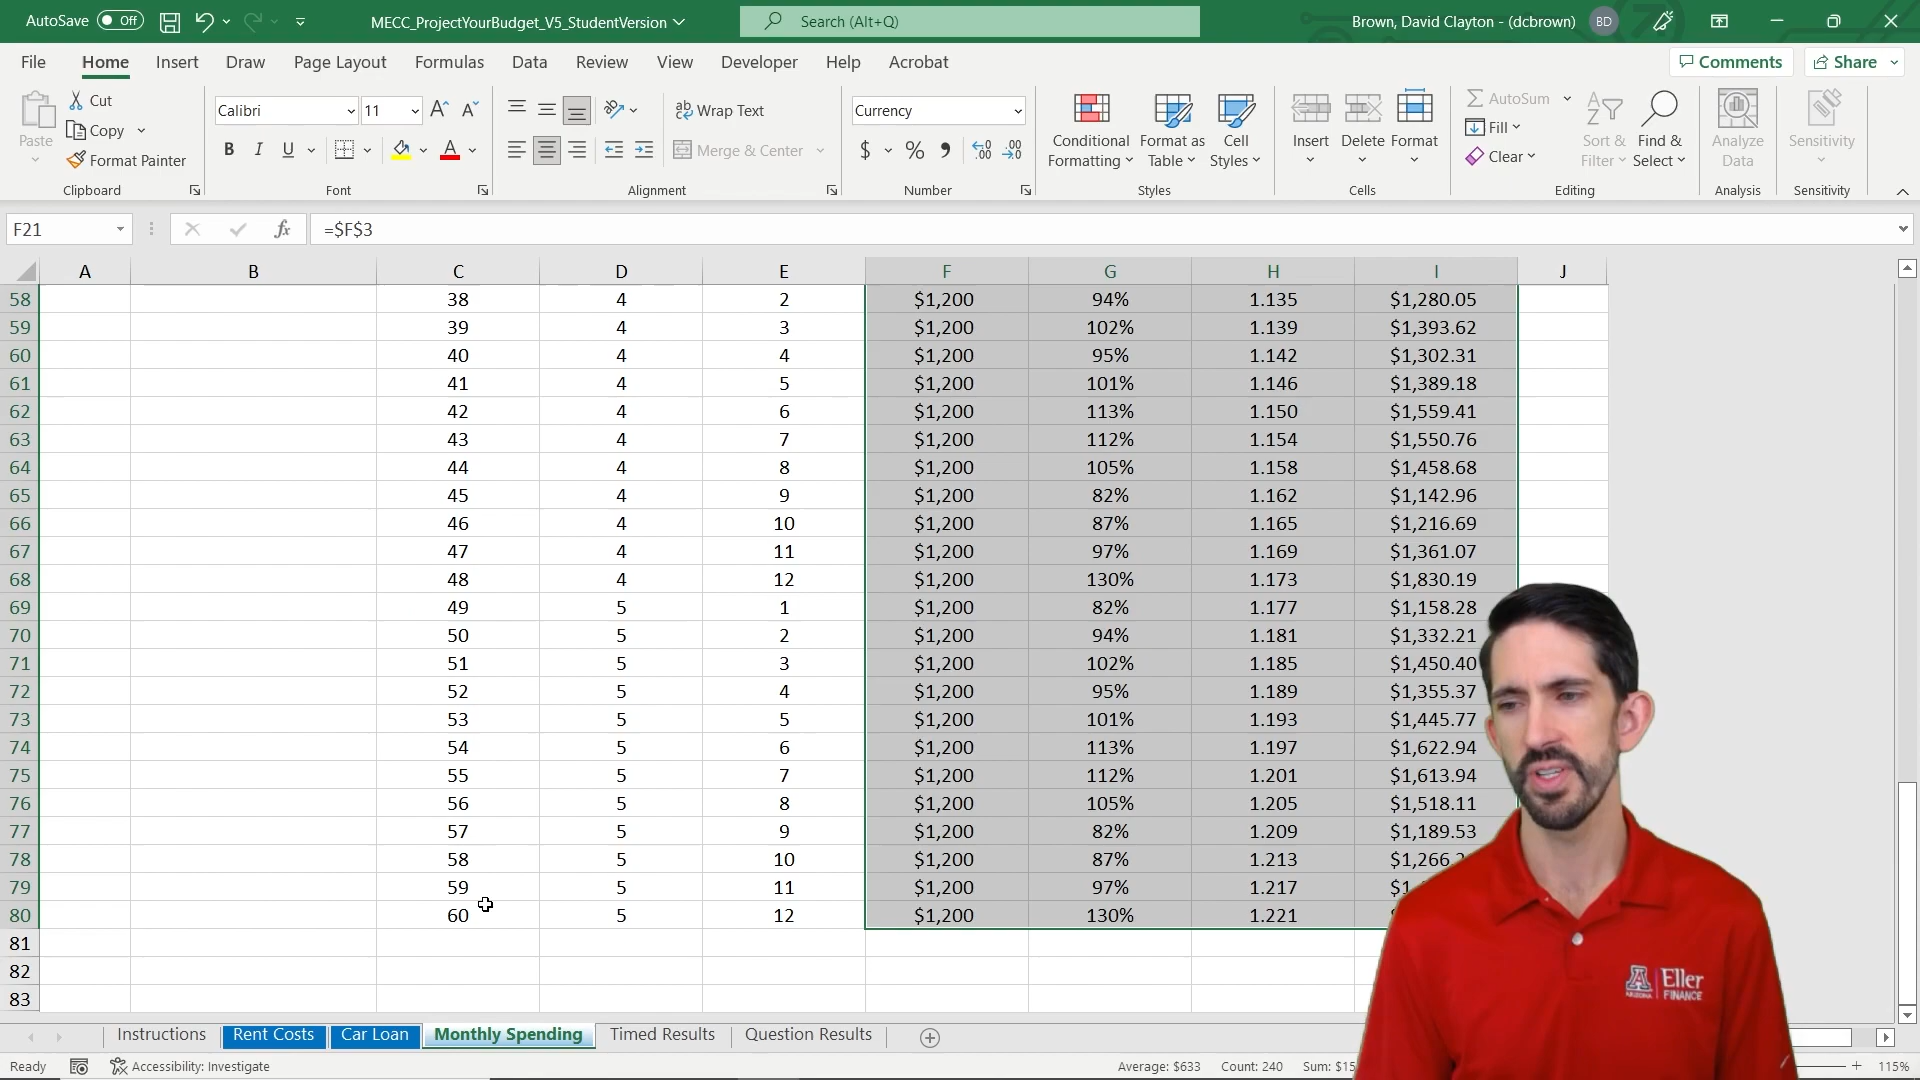 AutoSave Off MECC_ProjectYourBudget_V5_StudentVersion Search (Alt+Q) Brown, David Clayton - (dcbrown) BD
File Home Insert Draw Page Layout Formulas Data Review View Developer Help Acrobat Comments Share
Paste Cut Copy Format Painter
Clipboard
Calibri 11
B I U
Font
Wrap Text
Merge & Center
Alignment
Currency
$ %
Number
Conditional Formatting Format as Table Cell Styles
Styles
Insert Delete Format
Cells
AutoSum Fill Clear Sort & Filter Find & Select
Editing
Analyze Data
Analysis
Sensitivity
Sensitivity
F21 fx =$F$3
A B C D E F G H I J
58 38 4 2 $1,200 94% 1.135 $1,280.05
59 39 4 3 $1,200 102% 1.139 $1,393.62
60 40 4 4 $1,200 95% 1.142 $1,302.31
61 41 4 5 $1,200 101% 1.146 $1,389.18
62 42 4 6 $1,200 113% 1.150 $1,559.41
63 43 4 7 $1,200 112% 1.154 $1,550.76
64 44 4 8 $1,200 105% 1.158 $1,458.68
65 45 4 9 $1,200 82% 1.162 $1,142.96
66 46 4 10 $1,200 87% 1.165 $1,216.69
67 47 4 11 $1,200 97% 1.169 $1,361.07
68 48 4 12 $1,200 130% 1.173 $1,830.19
69 49 5 1 $1,200 82% 1.177 $1,158.28
70 50 5 2 $1,200 94% 1.181 $1,332.21
71 51 5 3 $1,200 102% 1.185 $1,450.40
72 52 5 4 $1,200 95% 1.189 $1,355.37
73 53 5 5 $1,200 101% 1.193 $1,445.77
74 54 5 6 $1,200 113% 1.197 $1,622.94
75 55 5 7 $1,200 112% 1.201 $1,613.94
76 56 5 8 $1,200 105% 1.205 $1,518.11
77 57 5 9 $1,200 82% 1.209 $1,189.53
78 58 5 10 $1,200 87% 1.213
79 59 5 11 $1,200 97% 1.217
80 60 5 12 $1,200 130% 1.221
81
82
83
A Eller
FINANCE
Instructions Rent Costs Car Loan Monthly Spending Timed Results Question Results
Ready Accessibility: Investigate Average: $633 Count: 240 Sum: 115%